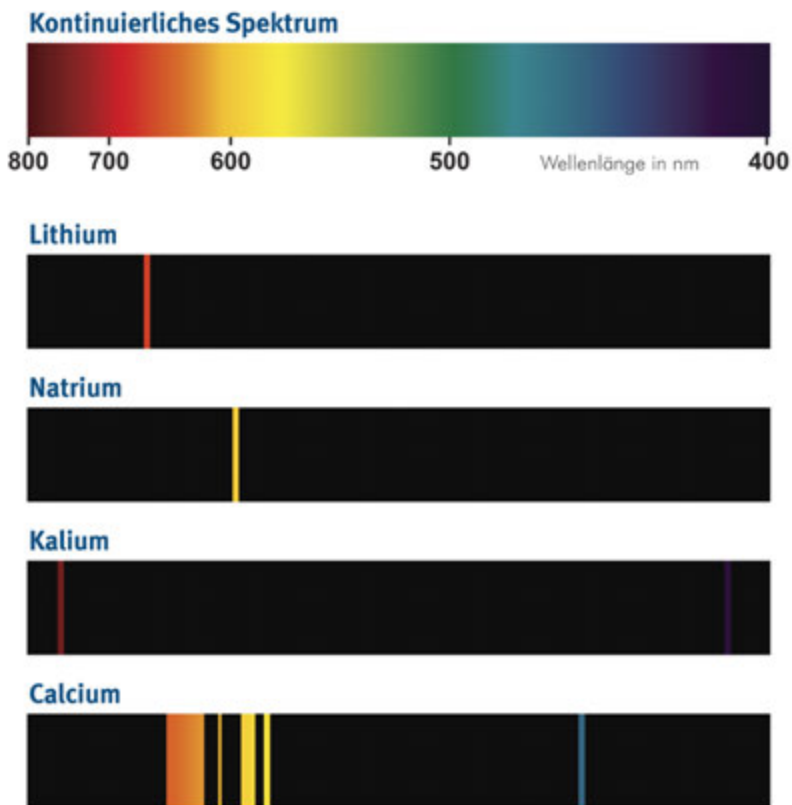 Kontinuierliches Spektrum
800 700 600 500 Wellenlänge in nm 400
Lithium
Natrium
Kalium
Calcium